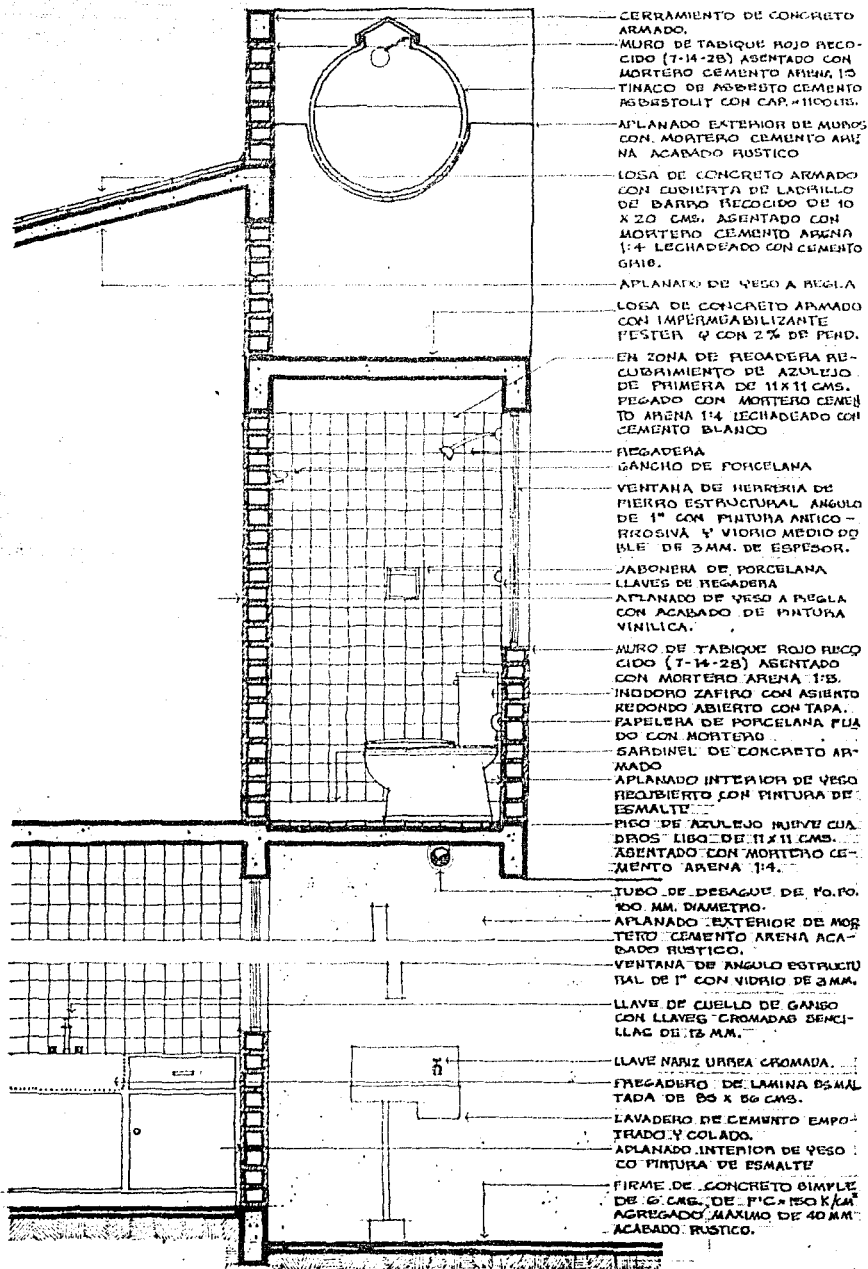 CERRAMIENTO DE CONCRETO
ARMADO.
MURO DE TABIQUE ROJO RECO-
CIDO (7-14-28) ASENTADO CON
MORTERO CEMENTO ARENA 1:5
TINACO DE ASBESTO CEMENTO
ASBESTOLIT CON CAP. = 1100 LTS.
APLANADO EXTERIOR DE MUROS
CON MORTERO CEMENTO ARE
NA ACABADO RUSTICO
LOSA DE CONCRETO ARMADO
CON CUBIERTA DE LADRILLO
DE BARRO RECOCIDO DE 10
X 20 CMS. ASENTADO CON
MORTERO CEMENTO ARENA
1:4 LECHADEADO CON CEMENTO
GRIS.
APLANADO DE YESO A REGLA
LOSA DE CONCRETO ARMADO
CON IMPERMEABILIZANTE
FESTER Y CON 2% DE PEND.
EN ZONA DE REGADERA RE-
CUBRIMIENTO DE AZULEJO
DE PRIMERA DE 11X11 CMS.
PEGADO CON MORTERO CEMEN
TO ARENA 1:4 LECHADEADO CON
CEMENTO BLANCO
REGADERA
GANCHO DE PORCELANA
VENTANA DE HERRERIA DE
FIERRO ESTRUCTURAL ANGULO
DE 1" CON PINTURA ANTICO-
RROSIVA Y VIDRIO MEDIO DO
BLE DE 3MM. DE ESPESOR.
JABONERA DE PORCELANA
LLAVES DE REGADERA
APLANADO DE YESO A REGLA
CON ACABADO DE PINTURA
VINILICA.
MURO DE TABIQUE ROJO RECO
CIDO (7-14-28) ASENTADO
CON MORTERO ARENA
INODORO ZAFIRO CON ASIENTO
REDONDO ABIERTO CON TAPA.
PAPELERA DE PORCELANA FIJA
DO CON MORTERO
SARDINEL DE CONCRETO AR-
MADO
APLANADO INTERIOR DE YESO
RECUBIERTO CON PINTURA DE
ESMALTE
PISO DE AZULEJO NUEVE CUA
DROS LISO DE 11X11 CMS.
ASENTADO CON MORTERO CE-
MENTO ARENA 1:4.
TUBO DE DESAGUE DE FO.FO.
100 MM. DIAMETRO.
APLANADO EXTERIOR DE MOR
TERO CEMENTO ARENA ACA-
BADO RUSTICO.
VENTANA DE ANGULO ESTRUCTU
RAL DE 1" CON VIDRIO DE 3MM.
LLAVE DE CUELLO DE GANSO
CON LLAVES CROMADAS SENCI-
LLAS DE 13 MM.
LLAVE NARIZ URREA CROMADA.
FREGADERO DE LAMINA ESMAL
TADA DE X CMS.
LAVADERO DE CEMENTO EMPO-
TRADO Y COLADO.
APLANADO INTERIOR DE YESO
CO PINTURA DE ESMALTE
FIRME DE CONCRETO SIMPLE
DE 6 CMS. DE F'C=150 K/CM²
AGREGADO MAXIMO DE 40 MM
ACABADO RUSTICO.